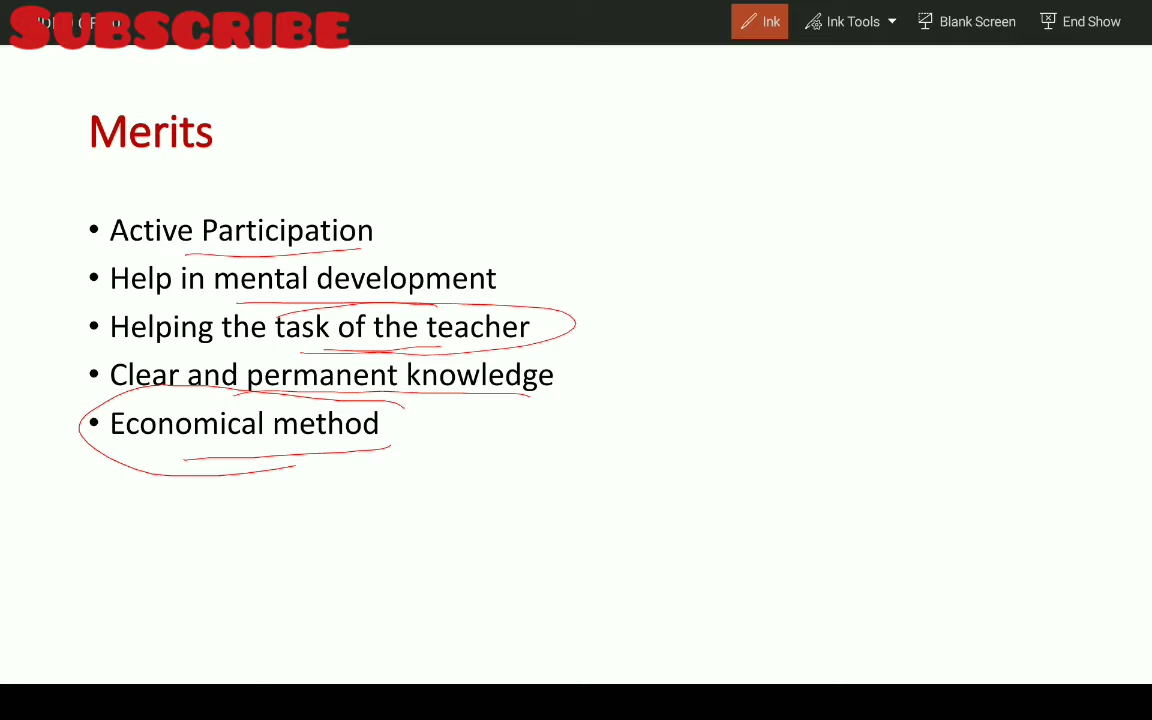 SUBSCRIBE
Ink Ink Tools Blank Screen End Show
Merits
• Active Participation
• Help in mental development
• Helping the task of the teacher
• Clear and permanent knowledge
• Economical method